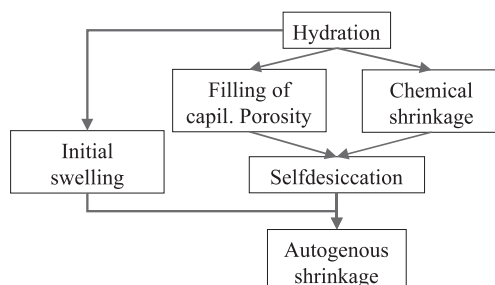 Hydration
Filling of
capil. Porosity
Chemical
shrinkage
Initial
swelling
Selfdesiccation
Autogenous
shrinkage